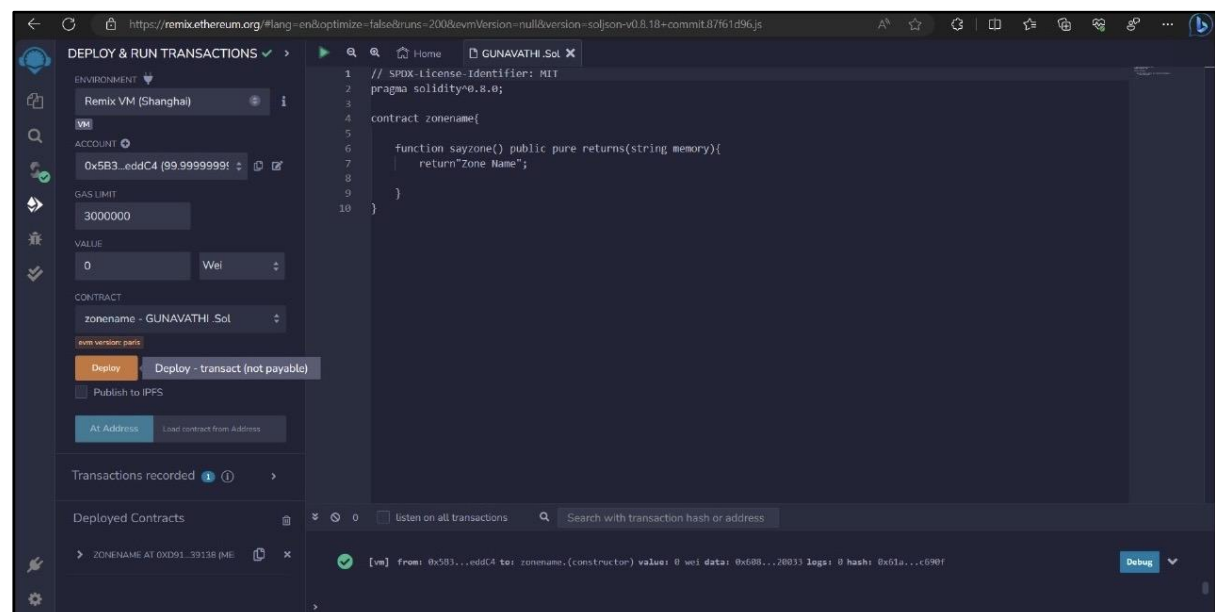 https://remix.ethereum.org/#lang=en&optimize=false&runs=200&evmVersion=null&version=soljson-v0.8.18+commit.87f61d96.js
DEPLOY & RUN TRANSACTIONS
ENVIRONMENT
Remix VM (Shanghai)
VM
ACCOUNT
0x5B3...eddC4 (99.99999999
GAS LIMIT
3000000
VALUE
0 Wei
CONTRACT
zonename - GUNAVATHI .Sol
evm version: paris
Deploy
Deploy - transact (not payable)
Publish to IPFS
At Address Load contract from Address
Transactions recorded 1 i
Deployed Contracts
ZONENAME AT 0XD91...39138 (ME
Home GUNAVATHI .Sol
1 // SPDX-License-Identifier: MIT
2 pragma solidity^0.8.0;
3
4 contract zonename{
5
6 function sayzone() public pure returns(string memory){
7 return"Zone Name";
8
9 }
10 }
0 listen on all transactions Search with transaction hash or address
[vm] from: 0x5B3...eddC4 to: zonename.(constructor) value: 0 wei data: 0x608...20033 logs: 0 hash: 0x61a...c690f
Debug
>